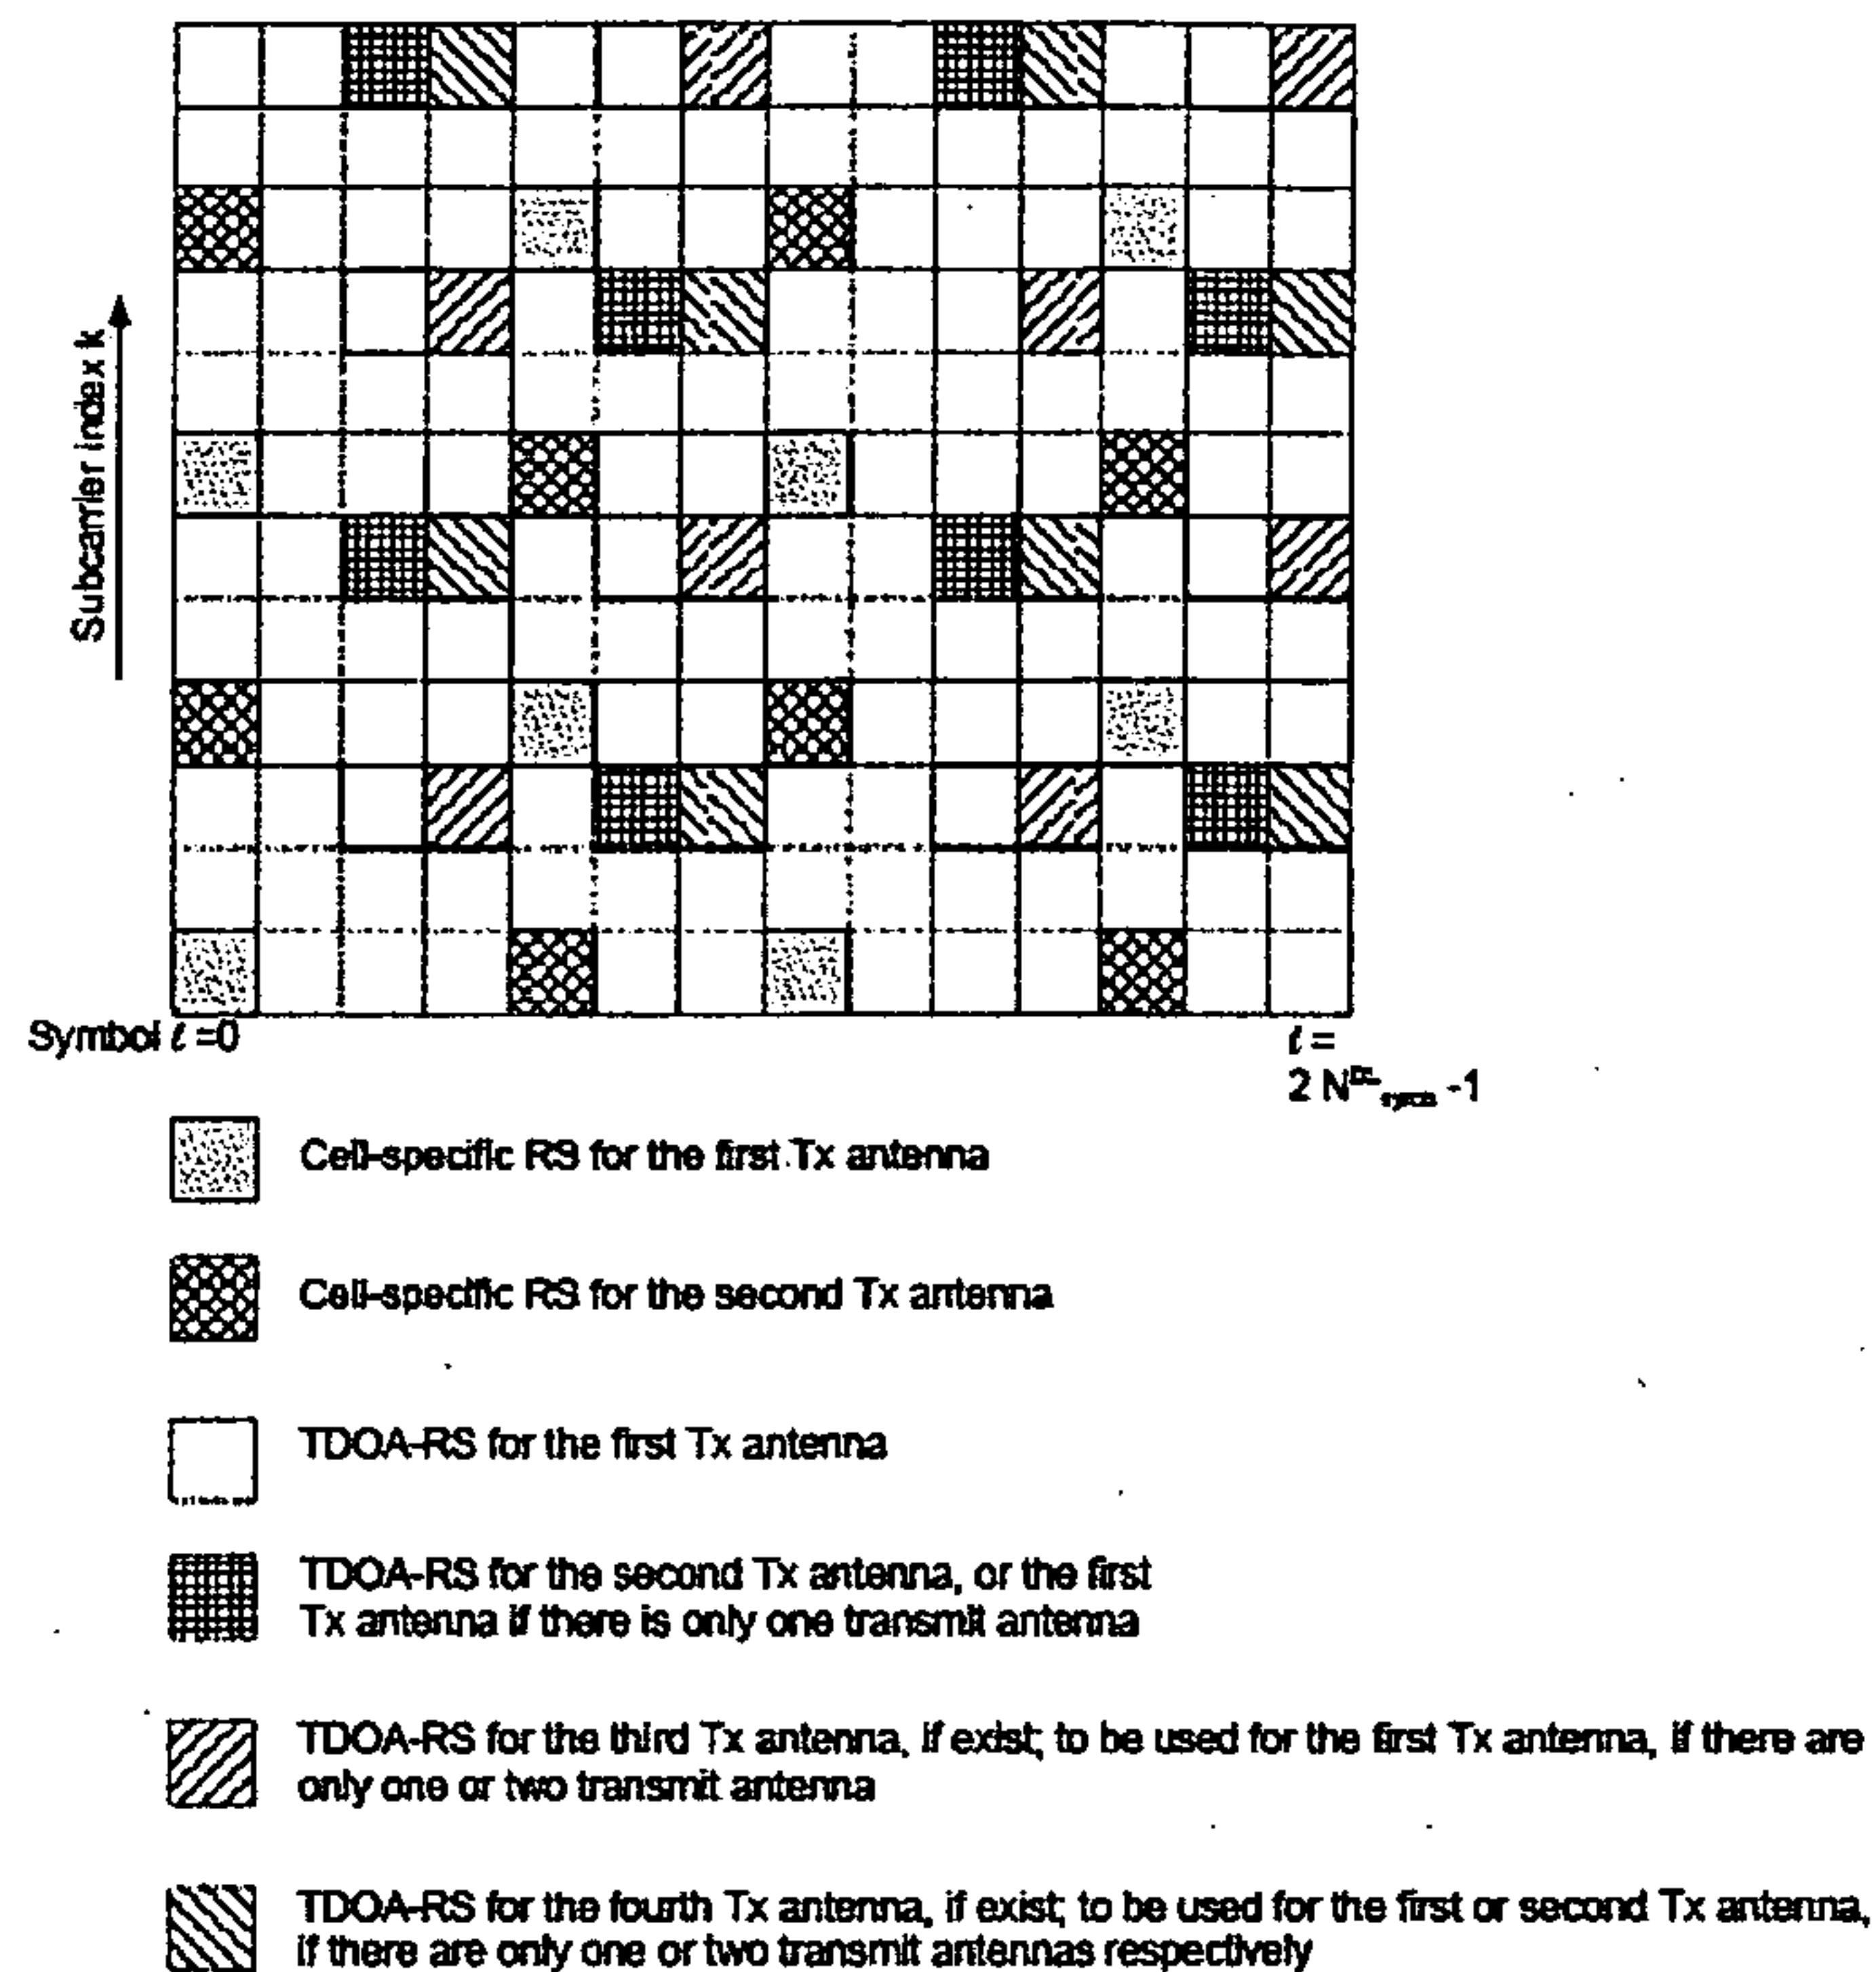 Subcarrier index k
Symbol ℓ =0
ℓ =
2 N -1
Cell-specific RS for the first Tx antenna
Cell-specific RS for the second Tx antenna
TDOA-RS for the first Tx antenna
TDOA-RS for the second Tx antenna, or the first
Tx antenna if there is only one transmit antenna
TDOA-RS for the third Tx antenna, if exist; to be used for the first Tx antenna, if there are
only one or two transmit antenna
TDOA-RS for the fourth Tx antenna, if exist; to be used for the first or second Tx antenna,
if there are only one or two transmit antennas respectively